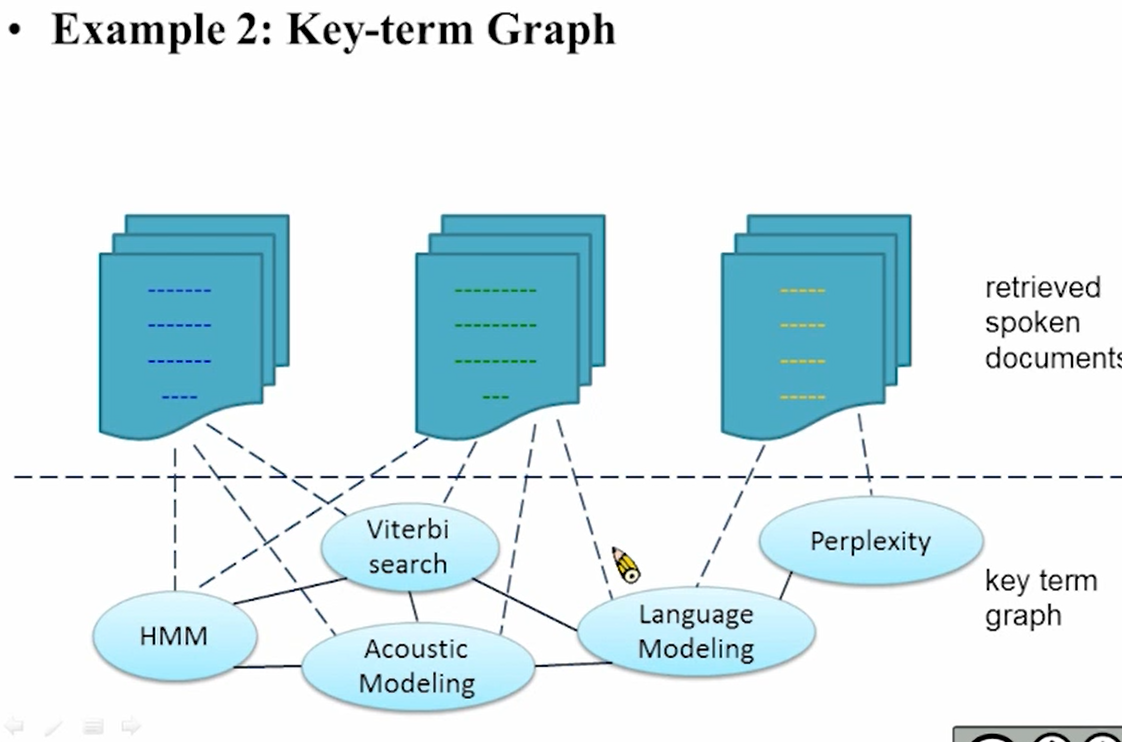 • Example 2: Key-term Graph
retrieved
spoken
documents
Viterbi
search
Perplexity
HMM
Acoustic
Modeling
Language
Modeling
key term
graph